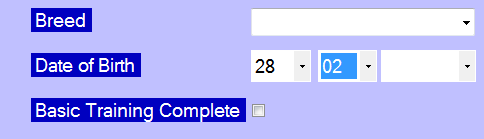 Breed
Date of Birth 28 02
Basic Training Complete